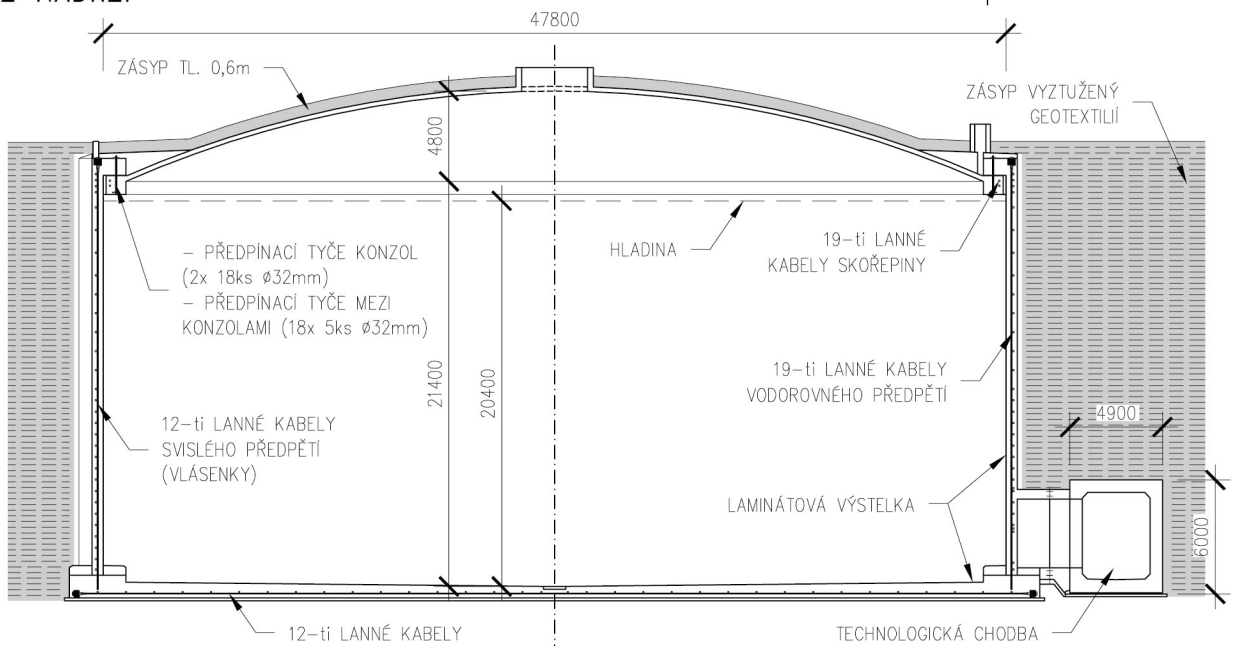 47800
ZÁSYP TL. 0,6m
ZÁSYP VYZTUŽENÝ
GEOTEXTILIÍ
4800
– PŘEDPÍNACÍ TYČE KONZOL
(2x 18ks ø32mm)
– PŘEDPÍNACÍ TYČE MEZI
KONZOLAMI (18x 5ks ø32mm)
HLADINA
19–ti LANNÉ
KABELY SKOŘEPINY
21400
20400
19–ti LANNÉ KABELY
VODOROVNÉHO PŘEDPĚTÍ
12–ti LANNÉ KABELY
SVISLÉHO PŘEDPĚTÍ
(VLÁSENKY)
4900
LAMINÁTOVÁ VÝSTELKA
6000
12–ti LANNÉ KABELY
TECHNOLOGICKÁ CHODBA